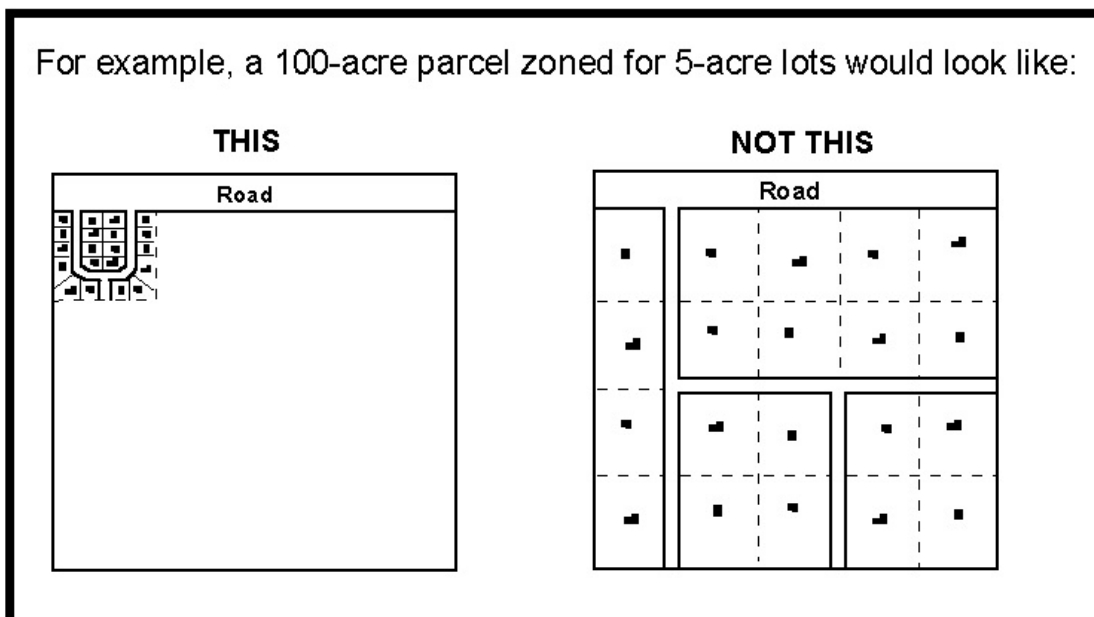 For example, a 100-acre parcel zoned for 5-acre lots would look like:
THIS
NOT THIS
Road
Road